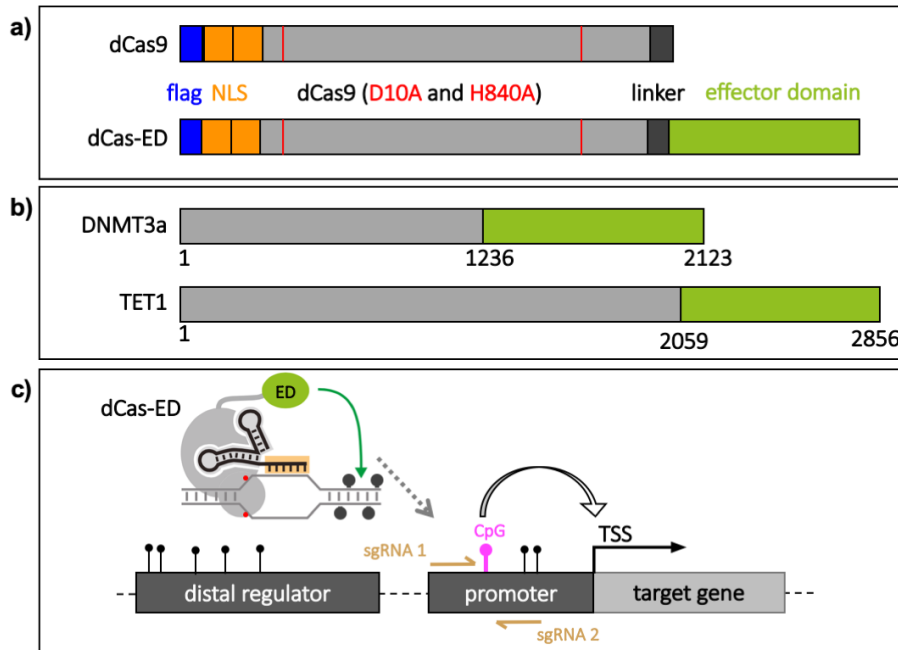 a)
dCas9
flag NLS dCas9 (D10A and H840A) linker effector domain
dCas-ED
b)
DNMT3a
1 1236 2123
TET1
1 2059 2856
c)
dCas-ED
ED
CpG
sgRNA 1
TSS
distal regulator promoter target gene
sgRNA 2